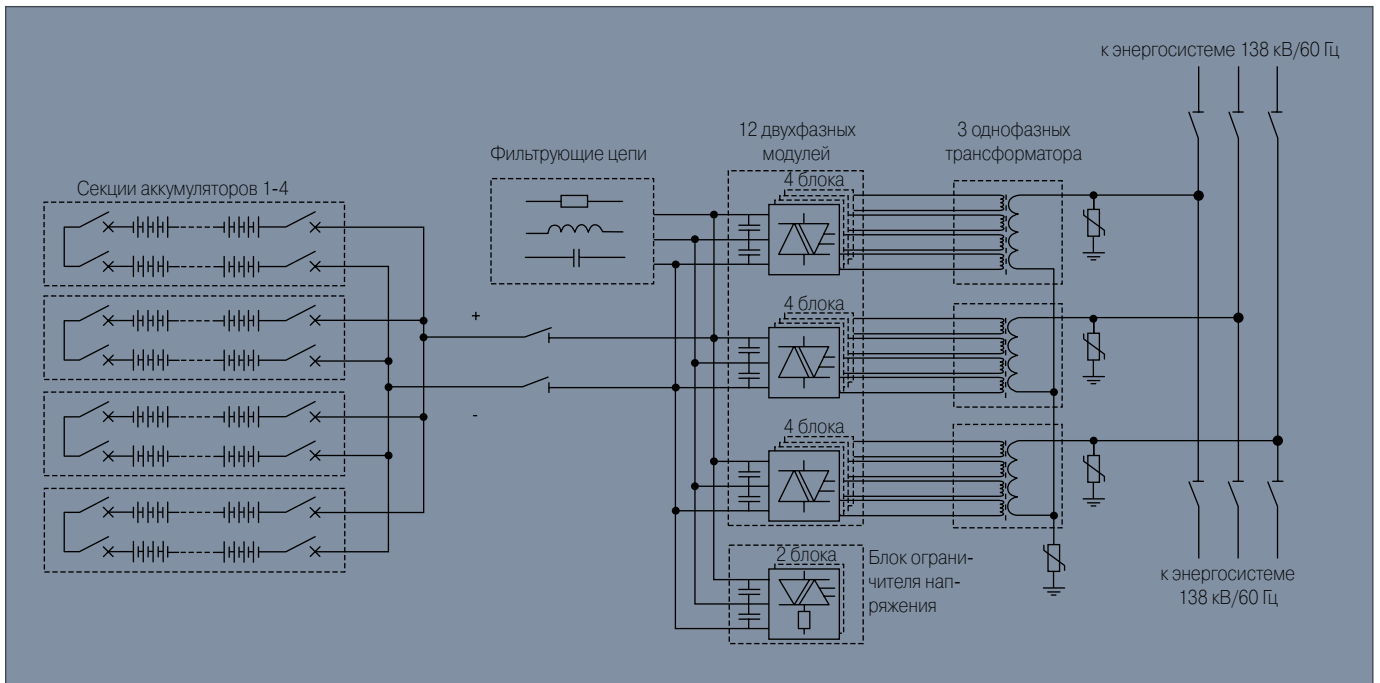 к энергосистеме 138 кВ/60 Гц
12 двухфазных
модулей
3 однофазных
трансформатора
Фильтрующие цепи
4 блока
Секции аккумуляторов 1-4
4 блока
+
-
4 блока
2 блока
Блок ограни-
чителя нап-
ряжения
к энергосистеме
138 кВ/60 Гц